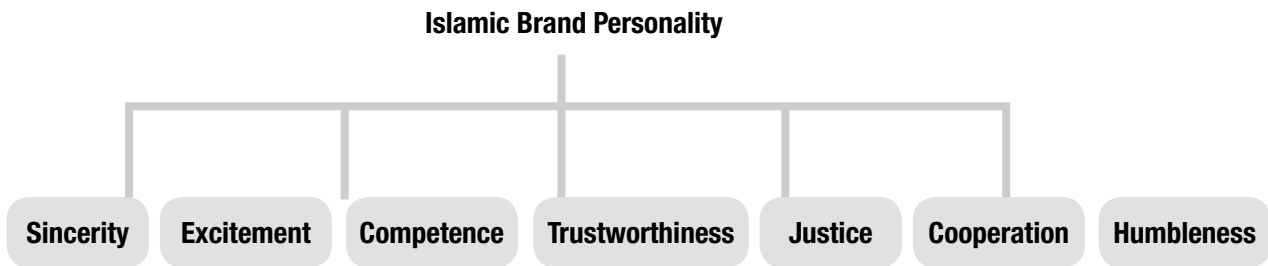 Islamic Brand Personality
Sincerity Excitement Competence Trustworthiness Justice Cooperation Humbleness